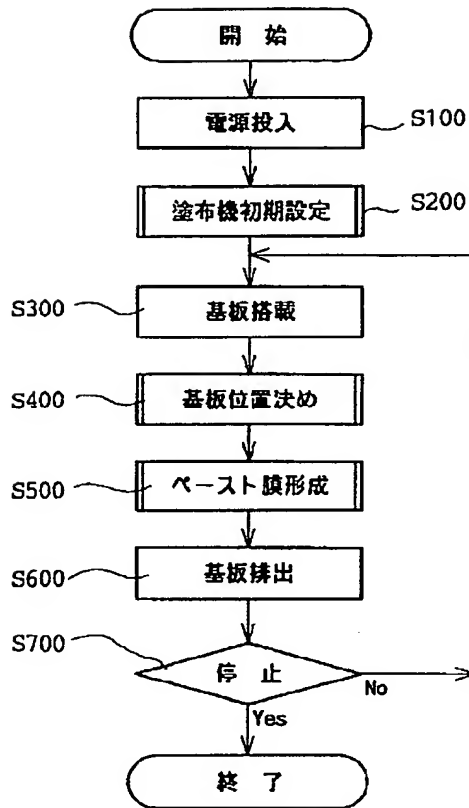 開 始
電源投入 S100
塗布機初期設定 S200
S300 基板搭載
S400 基板位置決め
S500 ペースト膜形成
S600 基板排出
S700 停 止
No
Yes
終 了